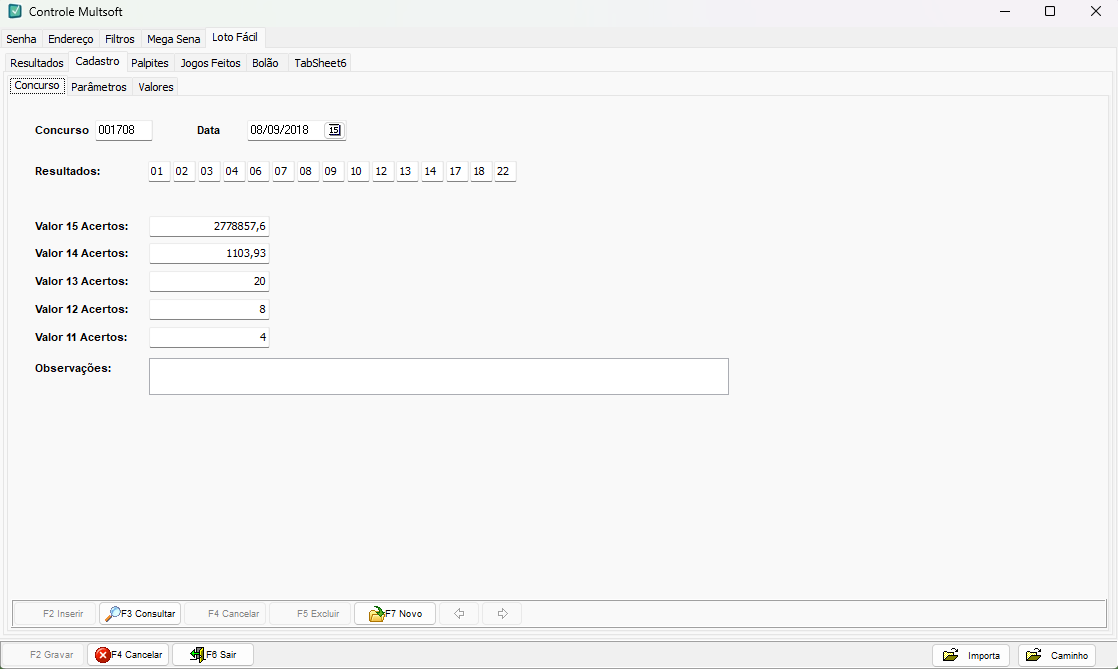 Controle Multsoft
Senha Endereço Filtros Mega Sena Loto Fácil
Resultados Cadastro Palpites Jogos Feitos Bolão TabSheet6
Concurso Parâmetros Valores
Concurso 001708 Data 08/09/2018 15
Resultados: 01 02 03 04 06 07 08 09 10 12 13 14 17 18 22
Valor 15 Acertos: 2778857,6
Valor 14 Acertos: 1103,93
Valor 13 Acertos: 20
Valor 12 Acertos: 8
Valor 11 Acertos: 4
Observações:
F2 Inserir F3 Consultar F4 Cancelar F5 Excluir F7 Novo
F2 Gravar F4 Cancelar F6 Sair Importa Caminho